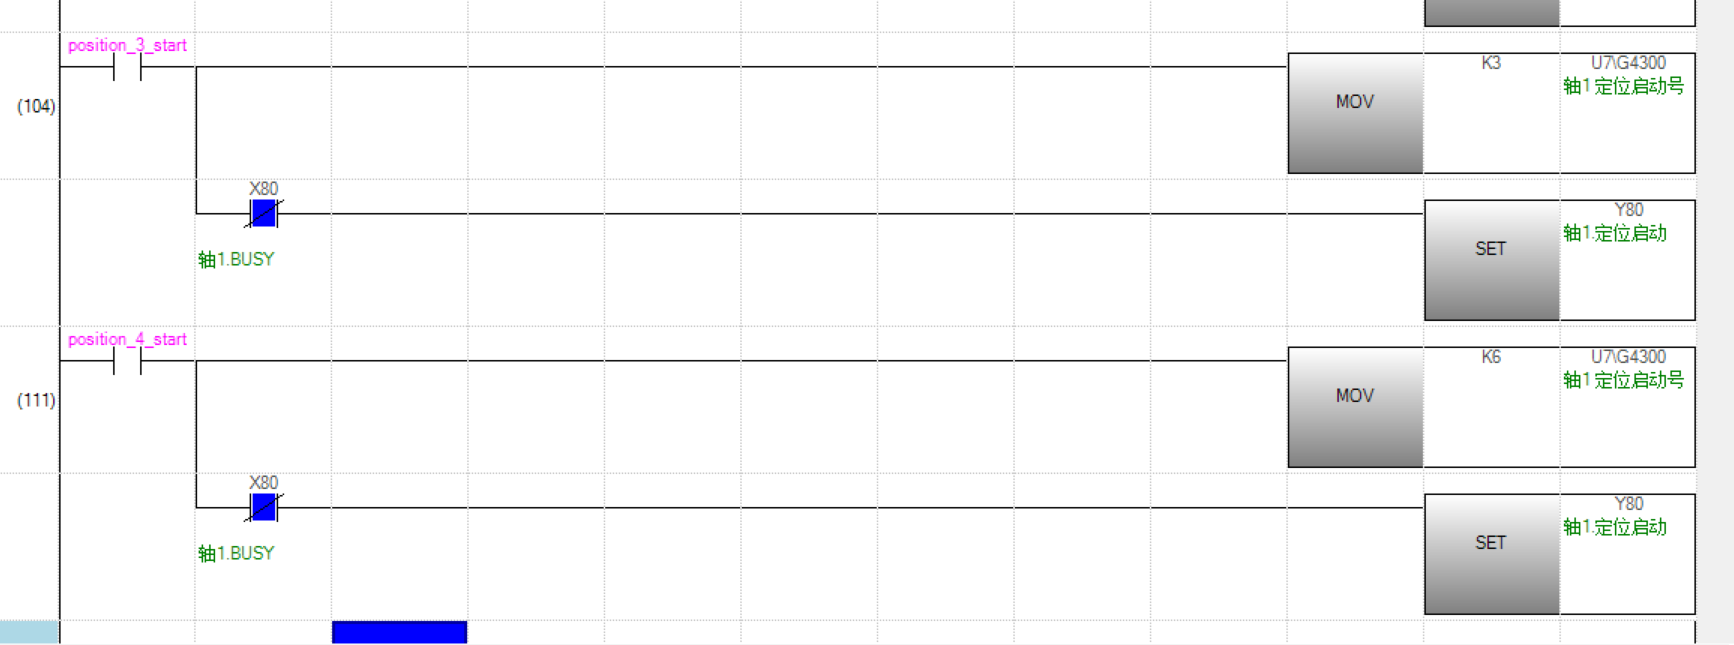 position_3_start
K3 U7\G4300
轴1定位启动号
MOV
(104)
X80
轴1.BUSY
Y80
轴1.定位启动
SET
position_4_start
K6 U7\G4300
轴1定位启动号
MOV
(111)
X80
轴1.BUSY
Y80
轴1.定位启动
SET